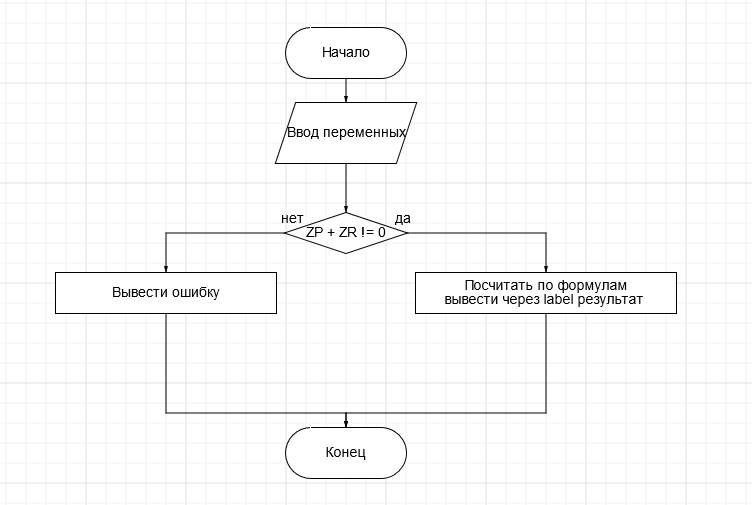 Начало
Ввод переменных
нет
да
ZP + ZR != 0
Вывести ошибку
Посчитать по формулам
вывести через label результат
Конец